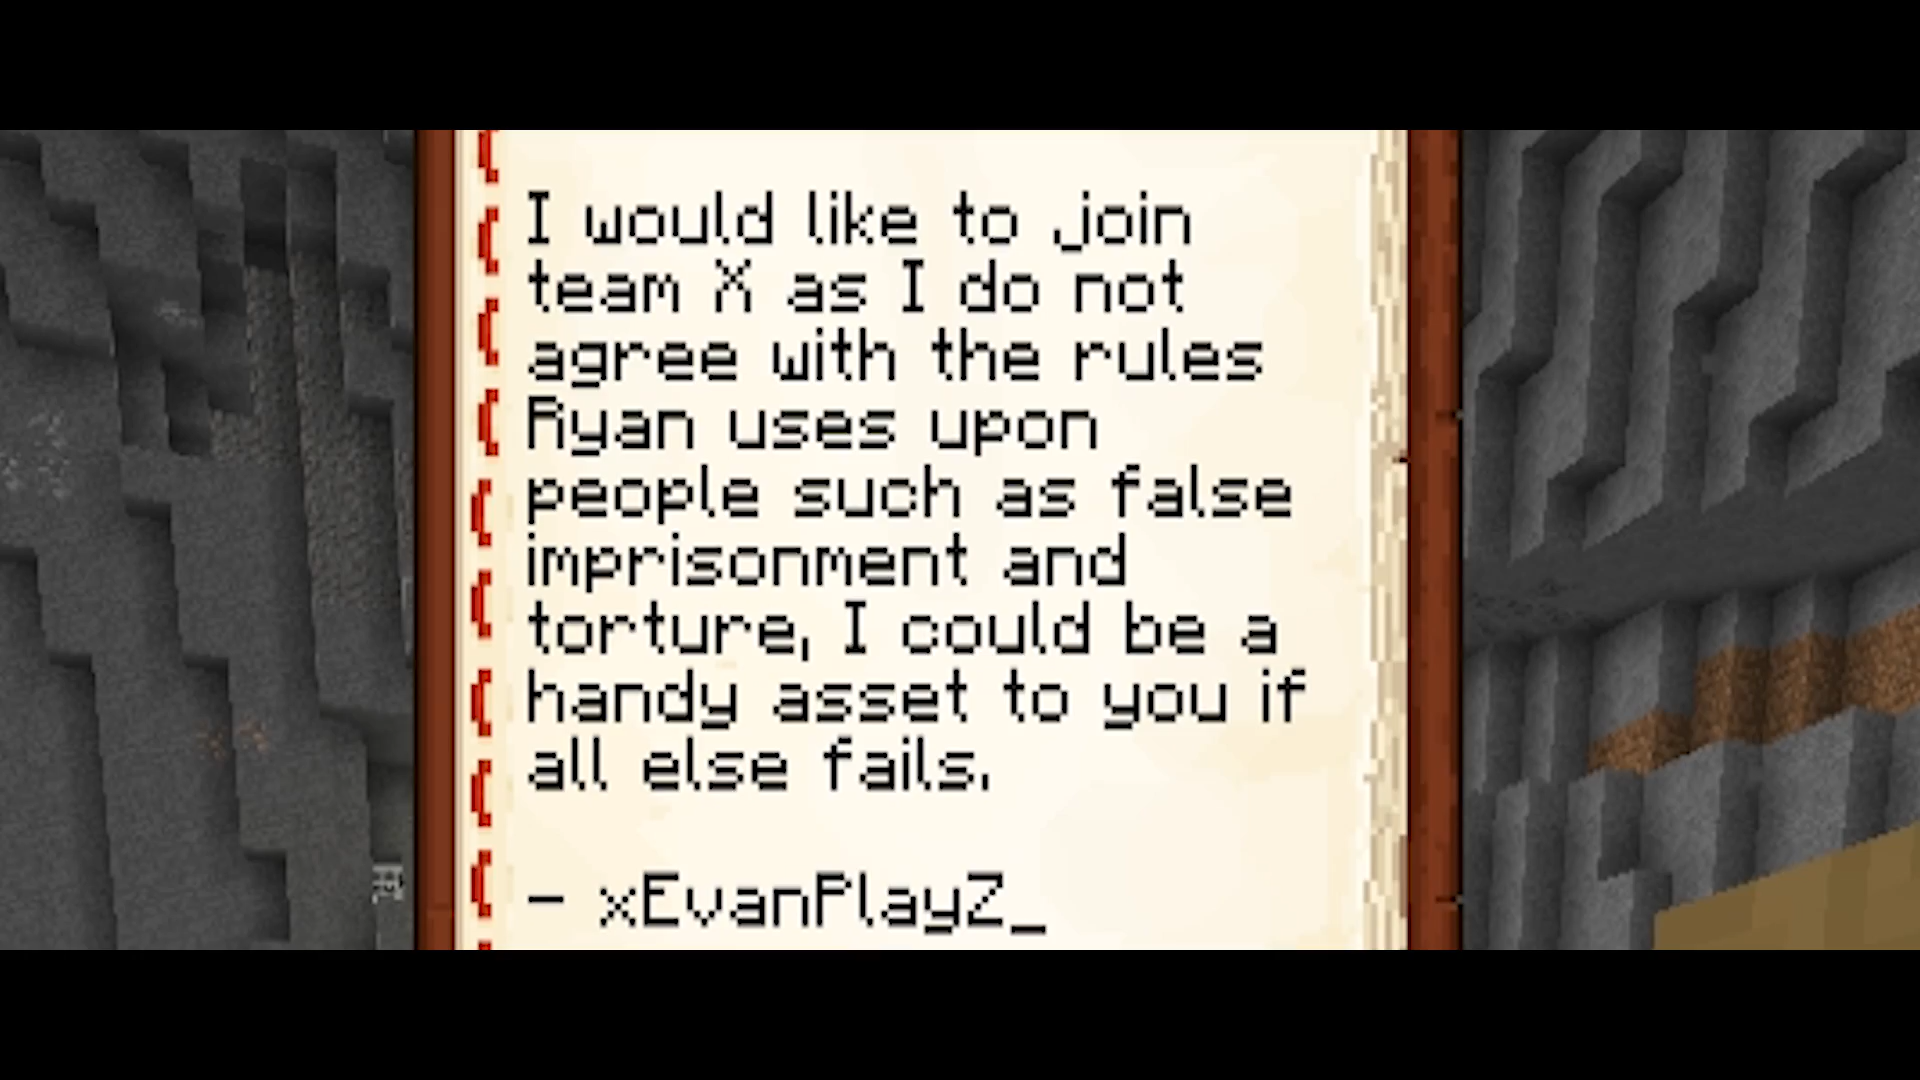 I would like to join
team X as I do not
agree with the rules
Ryan uses upon
people such as false
imprisonment and
torture, I could be a
handy asset to you if
all else fails.
- xEvanPlayZ_